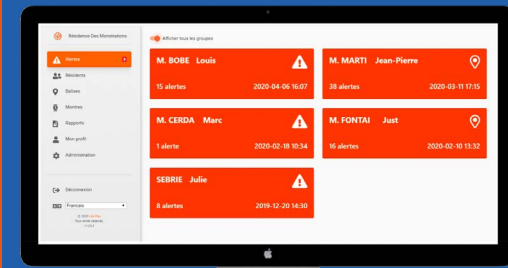 Résidence Des Monstrations
Afficher tous les groupes
Alertes
Résidents
Balises
Montres
Rapports
Mon profil
Administration
Déconnexion
Francais
M. BOBE Louis
15 alertes 2020-04-06 16:07
M. MARTI Jean-Pierre
38 alertes 2020-03-11 17:15
M. CERDA Marc
1 alerte 2020-02-18 10:34
M. FONTAI Just
16 alertes 2020-02-10 13:32
SEBRIE Julie
8 alertes 2019-12-20 14:30